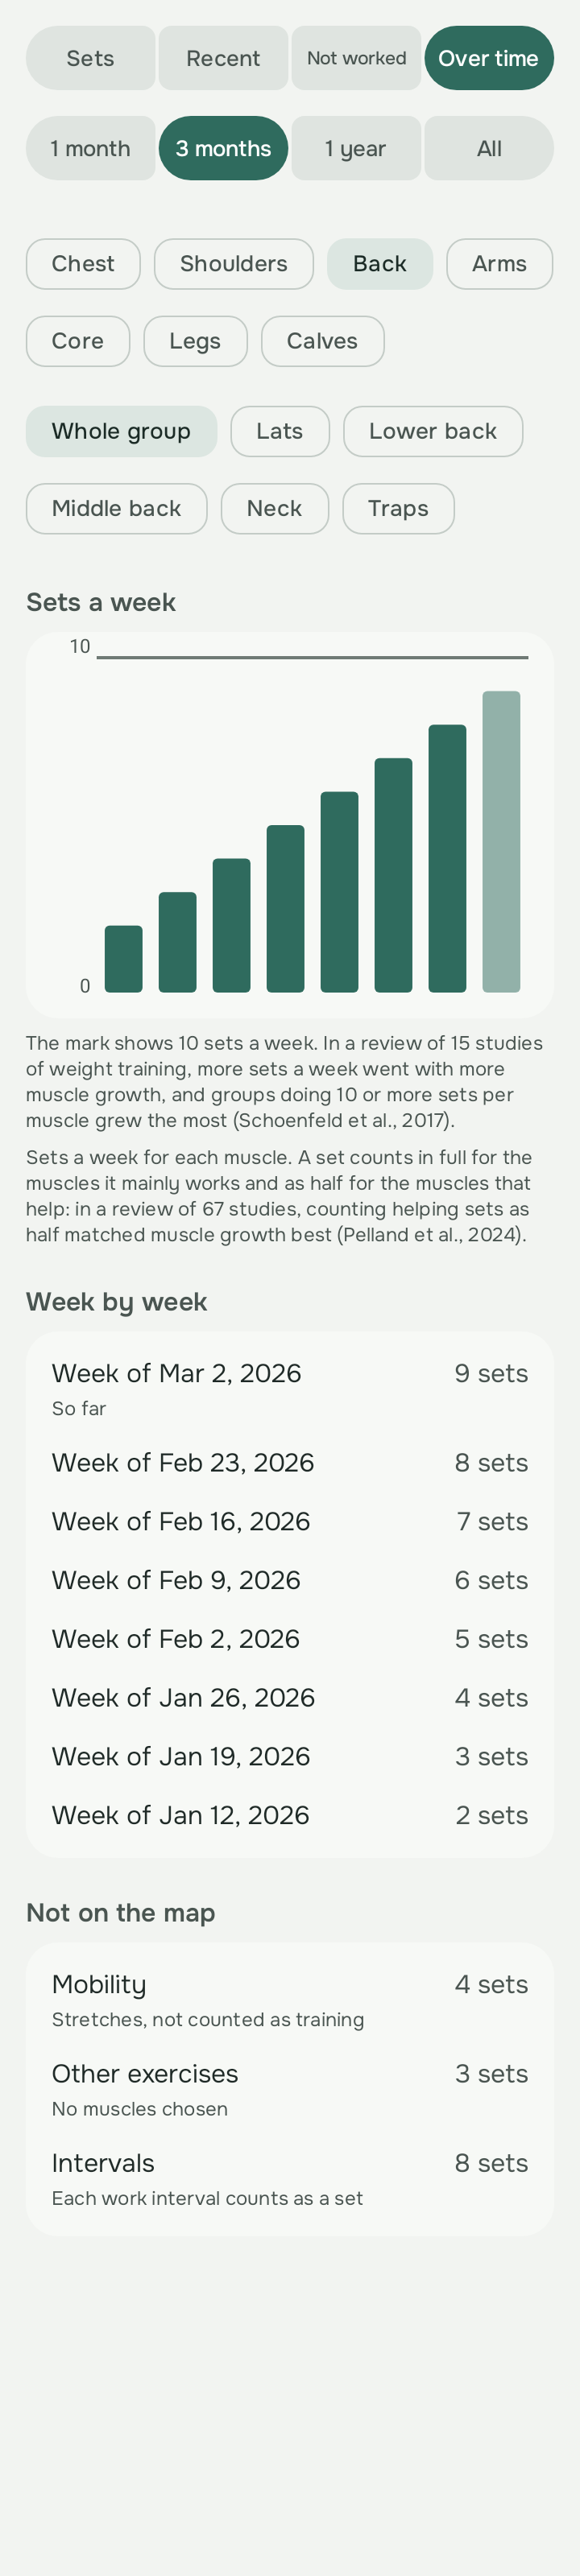 Sets Recent Not worked Over time
1 month 3 months 1 year All
Chest Shoulders Back Arms
Core Legs Calves
Whole group Lats Lower back
Middle back Neck Traps
Sets a week
10
0
The mark shows 10 sets a week. In a review of 15 studies
of weight training, more sets a week went with more
muscle growth, and groups doing 10 or more sets per
muscle grew the most (Schoenfeld et al., 2017).
Sets a week for each muscle. A set counts in full for the
muscles it mainly works and as half for the muscles that
help: in a review of 67 studies, counting helping sets as
half matched muscle growth best (Pelland et al., 2024).
Week by week
Week of Mar 2, 2026 9 sets
So far
Week of Feb 23, 2026 8 sets
Week of Feb 16, 2026 7 sets
Week of Feb 9, 2026 6 sets
Week of Feb 2, 2026 5 sets
Week of Jan 26, 2026 4 sets
Week of Jan 19, 2026 3 sets
Week of Jan 12, 2026 2 sets
Not on the map
Mobility 4 sets
Stretches, not counted as training
Other exercises 3 sets
No muscles chosen
Intervals 8 sets
Each work interval counts as a set